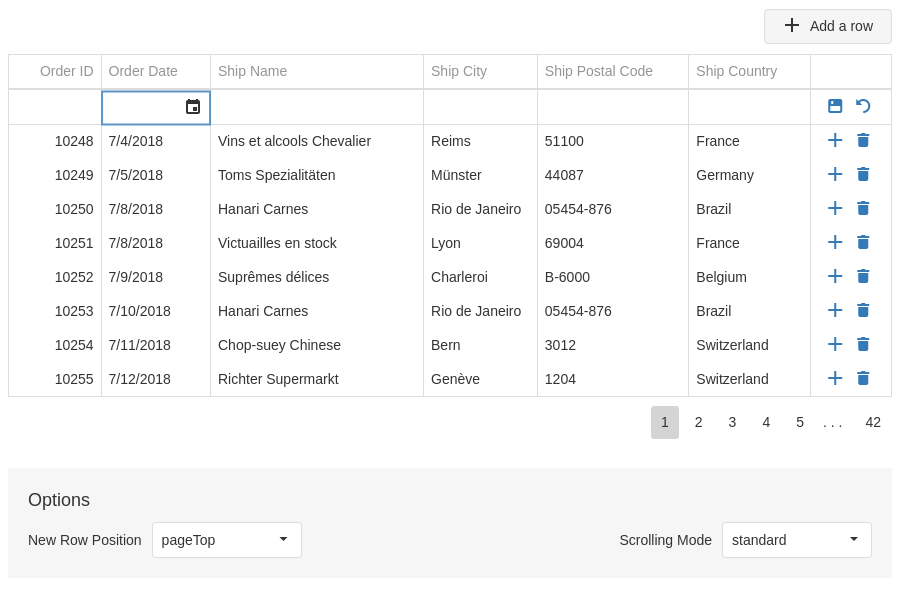 Add a row
Order ID Order Date Ship Name Ship City Ship Postal Code Ship Country
10248 7/4/2018 Vins et alcools Chevalier Reims 51100 France
10249 7/5/2018 Toms Spezialitäten Münster 44087 Germany
10250 7/8/2018 Hanari Carnes Rio de Janeiro 05454-876 Brazil
10251 7/8/2018 Victuailles en stock Lyon 69004 France
10252 7/9/2018 Suprêmes délices Charleroi B-6000 Belgium
10253 7/10/2018 Hanari Carnes Rio de Janeiro 05454-876 Brazil
10254 7/11/2018 Chop-suey Chinese Bern 3012 Switzerland
10255 7/12/2018 Richter Supermarkt Genève 1204 Switzerland
1 2 3 4 5 . . . 42
Options
New Row Position pageTop Scrolling Mode standard